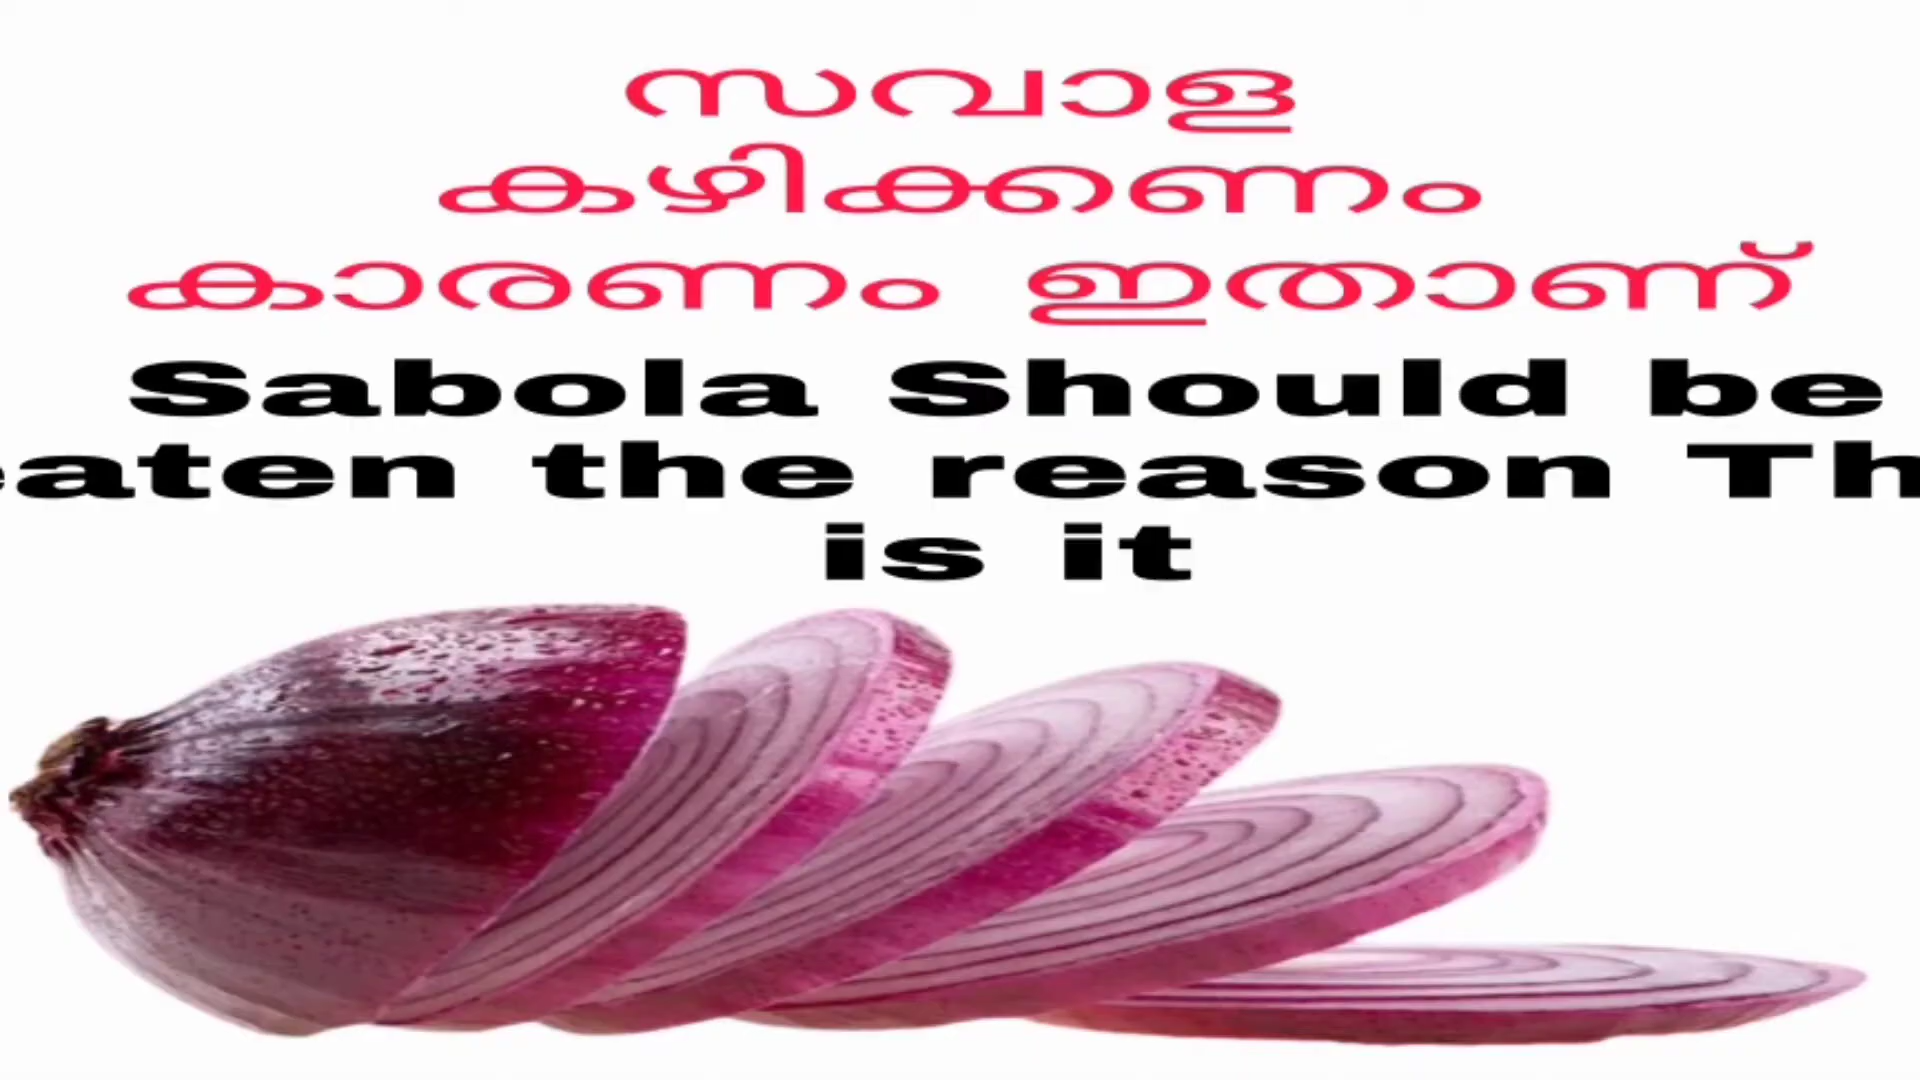 സവാള
കഴിക്കണം
കാരണം ഇതാണ്
Sabola Should be
eaten the reason Th
is it